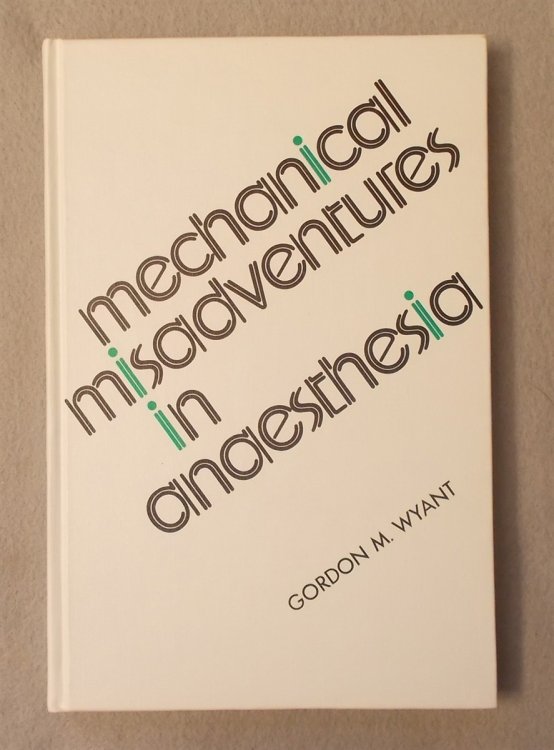 mechanical
misadventures
in
anaesthesia
GORDON M. WYANT